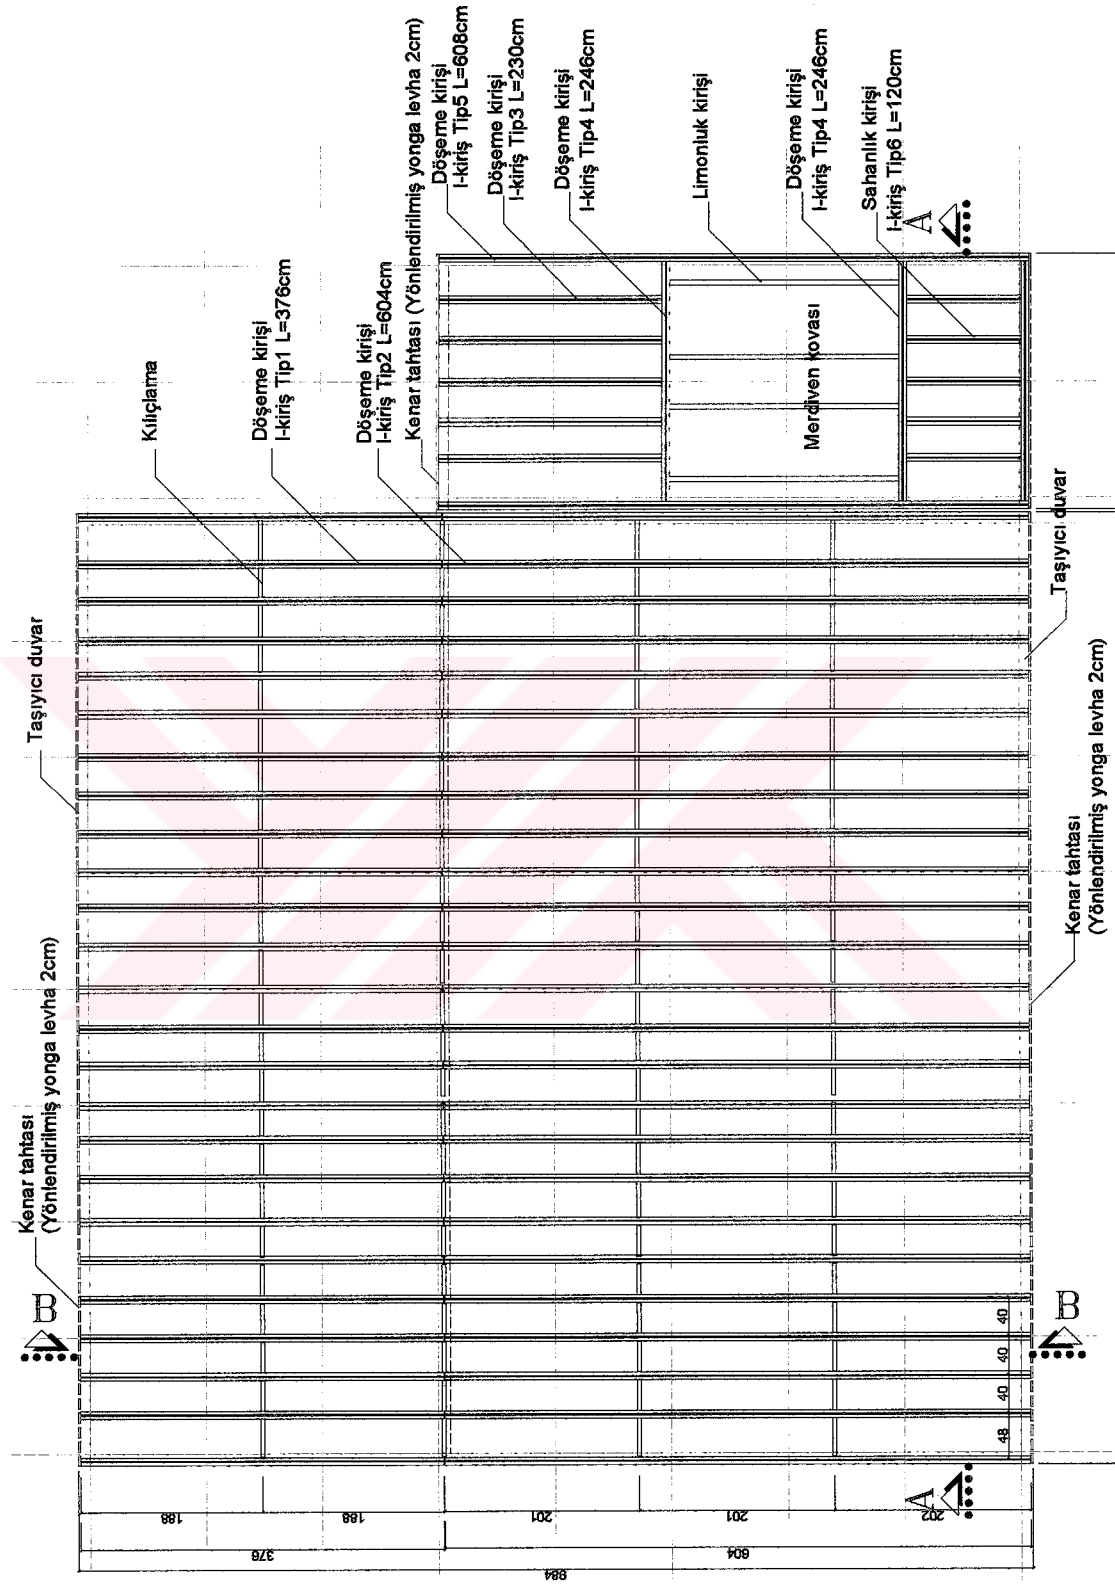 Kılıçlama
Döşeme kirişi
I-kiriş Tip1 L=376cm
Döşeme kirişi
I-kiriş Tip2 L=604cm
Kenar tahtası (Yönlendirilmiş yonga levha 2cm)
Döşeme kirişi
I-kiriş Tip5 L=608cm
Döşeme kirişi
I-kiriş Tip3 L=230cm
Döşeme kirişi
I-kiriş Tip4 L=246cm
Limonluk kirişi
Döşeme kirişi
I-kiriş Tip4 L=246cm
Sahanlık kirişi
I-kiriş Tip6 L=120cm
A
Merdiven kovası
Taşıyıcı duvar
Taşıyıcı duvar
Kenar tahtası
(Yönlendirilmiş yonga levha 2cm)
Kenar tahtası
(Yönlendirilmiş yonga levha 2cm)
B
B
40
40
40
48
A
188
188
201
201
202
376
604
984